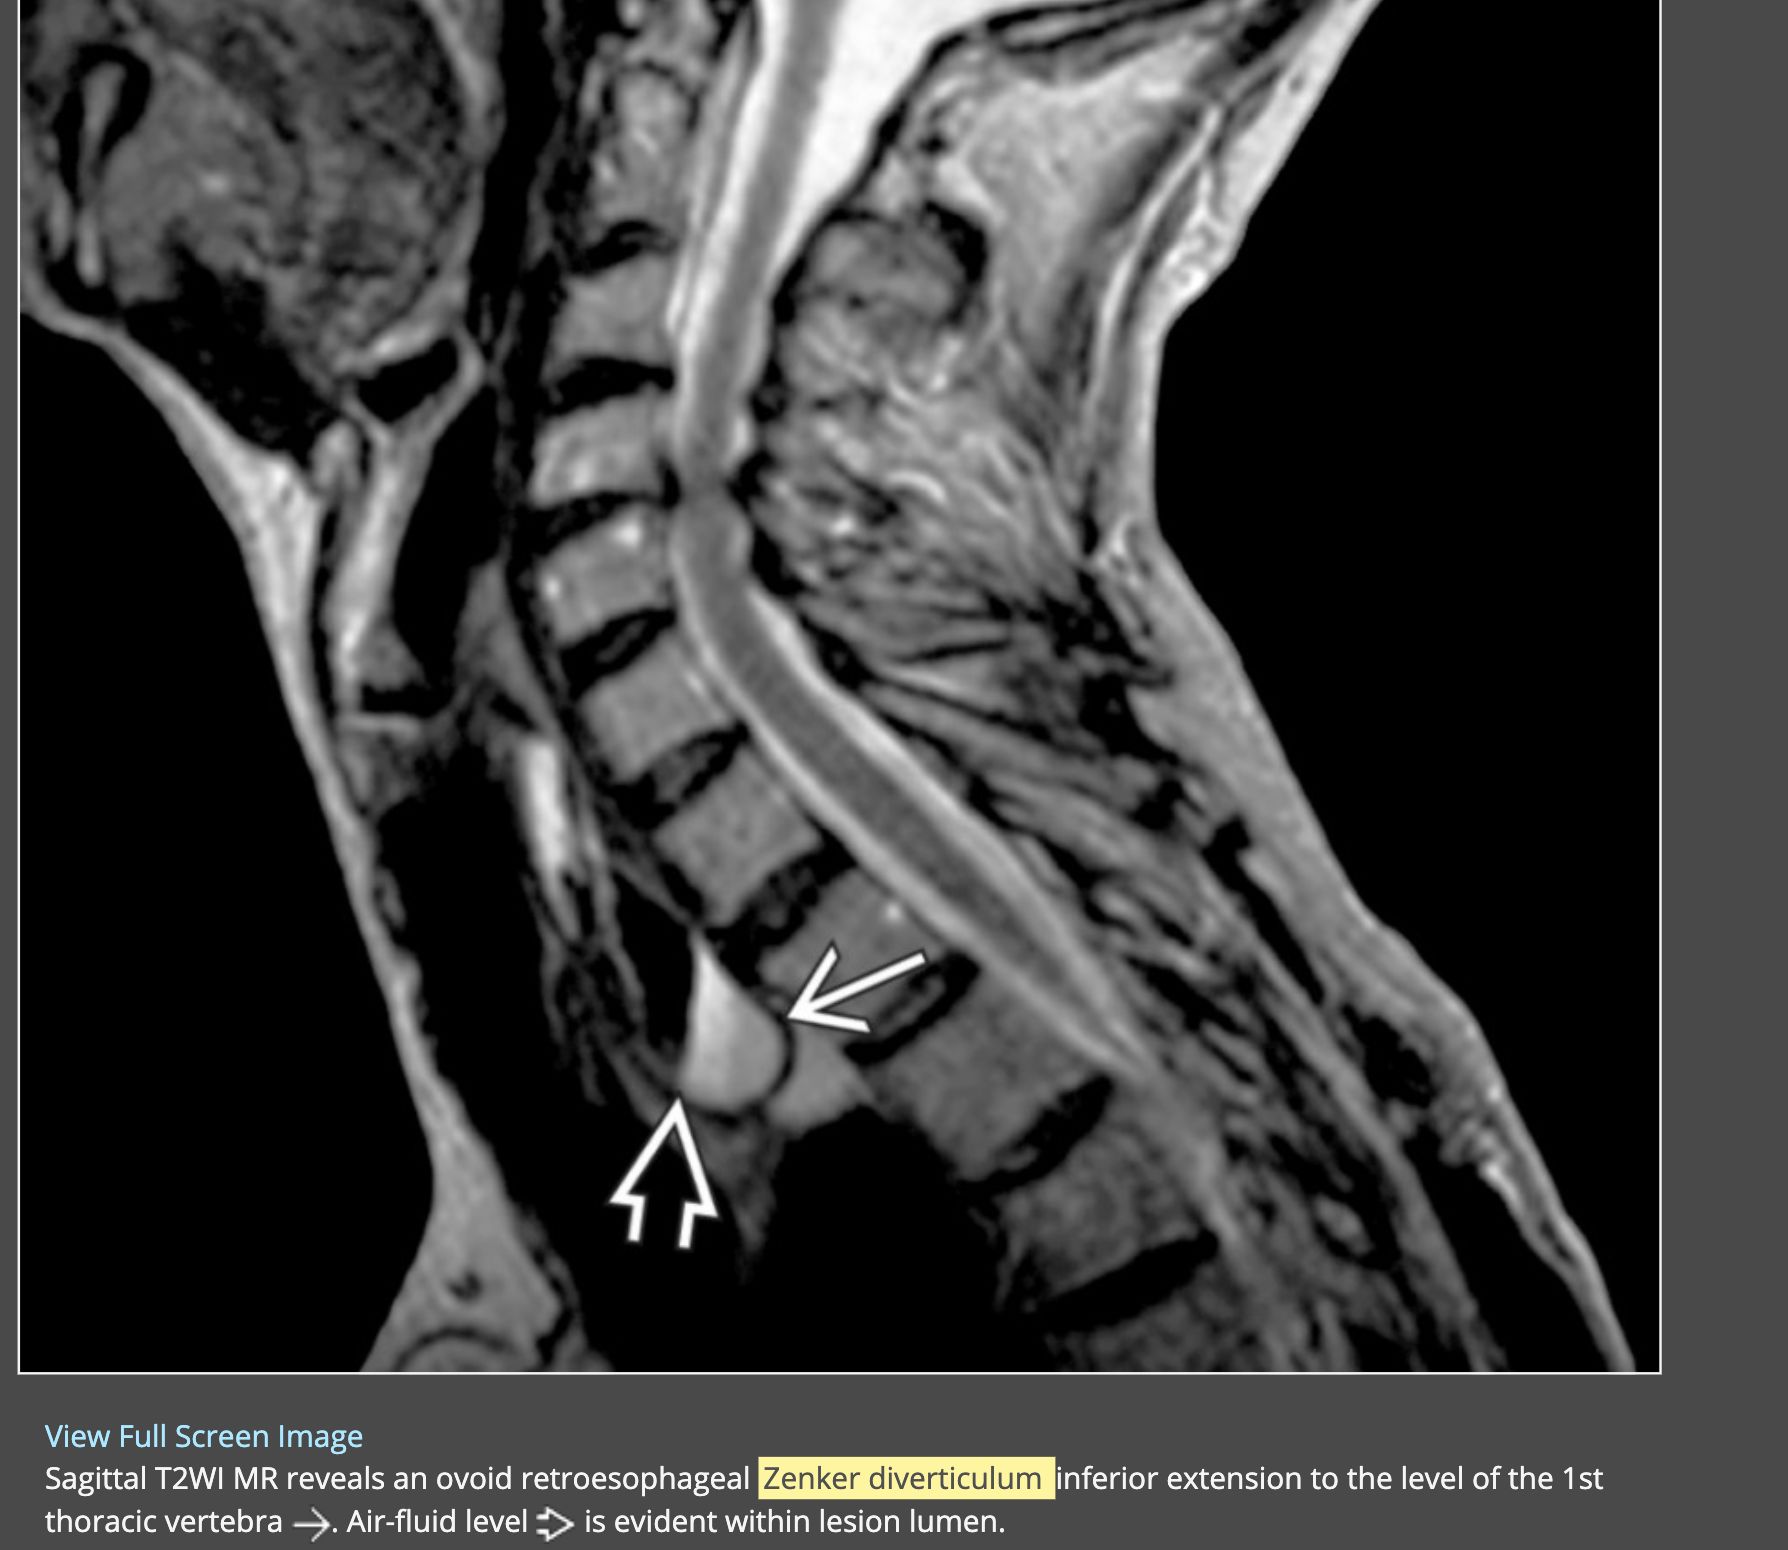 View Full Screen Image
Sagittal T2WI MR reveals an ovoid retroesophageal Zenker diverticulum inferior extension to the level of the 1st
thoracic vertebra →. Air-fluid level ⇨ is evident within lesion lumen.